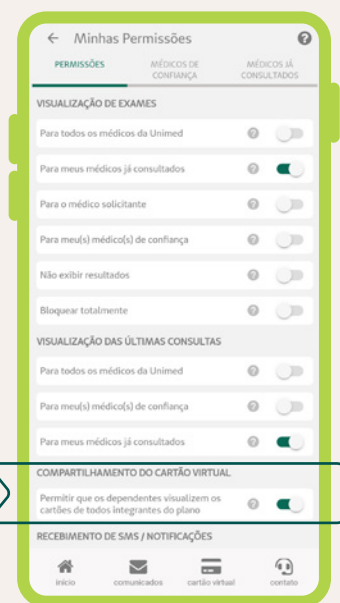 Minhas Permissões
PERMISSÕES
MÉDICOS DE
CONFIANÇA
MÉDICOS JÁ
CONSULTADOS
VISUALIZAÇÃO DE EXAMES
Para todos os médicos da Unimed
Para meus médicos já consultados
Para o médico solicitante
Para meu(s) médico(s) de confiança
Não exibir resultados
Bloquear totalmente
VISUALIZAÇÃO DAS ÚLTIMAS CONSULTAS
Para todos os médicos da Unimed
Para meu(s) médico(s) de confiança
Para meus médicos já consultados
COMPARTILHAMENTO DO CARTÃO VIRTUAL
Permitir que os dependentes visualizem os
cartões de todos integrantes do plano
RECEBIMENTO DE SMS / NOTIFICAÇÕES
início
comunicados
cartão virtual
contato